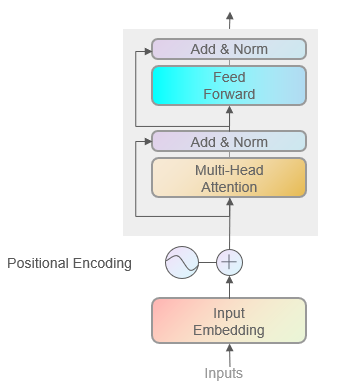 Add & Norm
Feed
Forward
Add & Norm
Multi-Head
Attention
Positional Encoding
Input
Embedding
Inputs